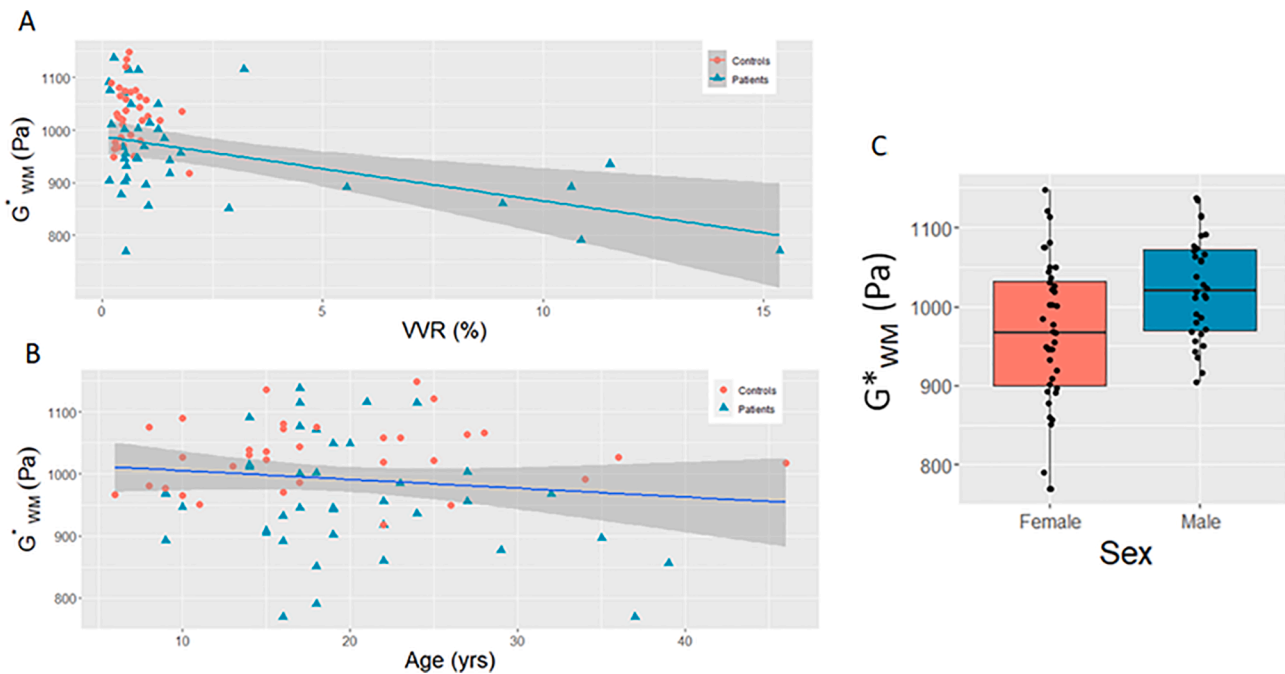 A
G*WM (Pa)
1100
1000
900
800
Controls
Patients
0
5
10
15
VVR (%)
B
G*WM (Pa)
1100
1000
900
800
Controls
Patients
10
20
30
40
Age (yrs)
C
G*WM (Pa)
1100
1000
900
800
Female
Male
Sex